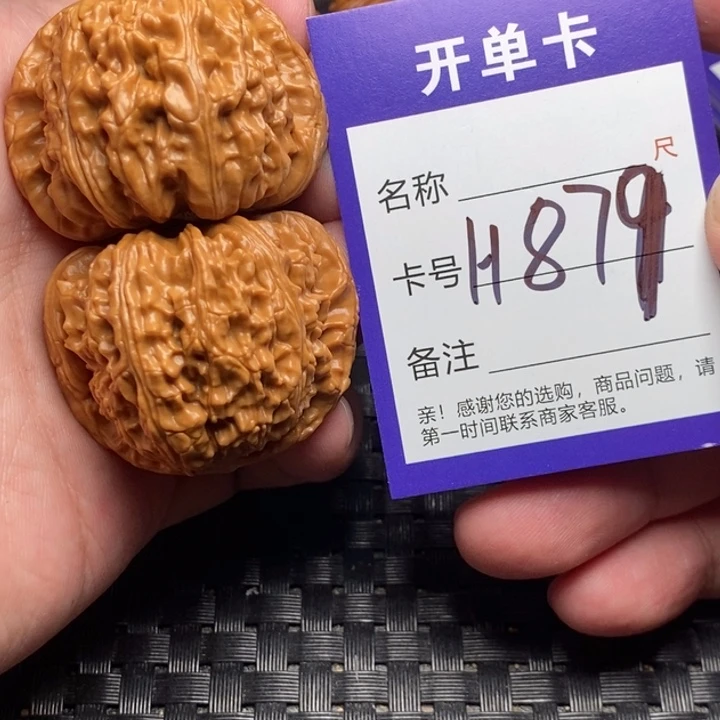 开单卡
尺
名称
卡号 H879
备注
亲！感谢您的选购，商品问题，请
第一时间联系商家客服。